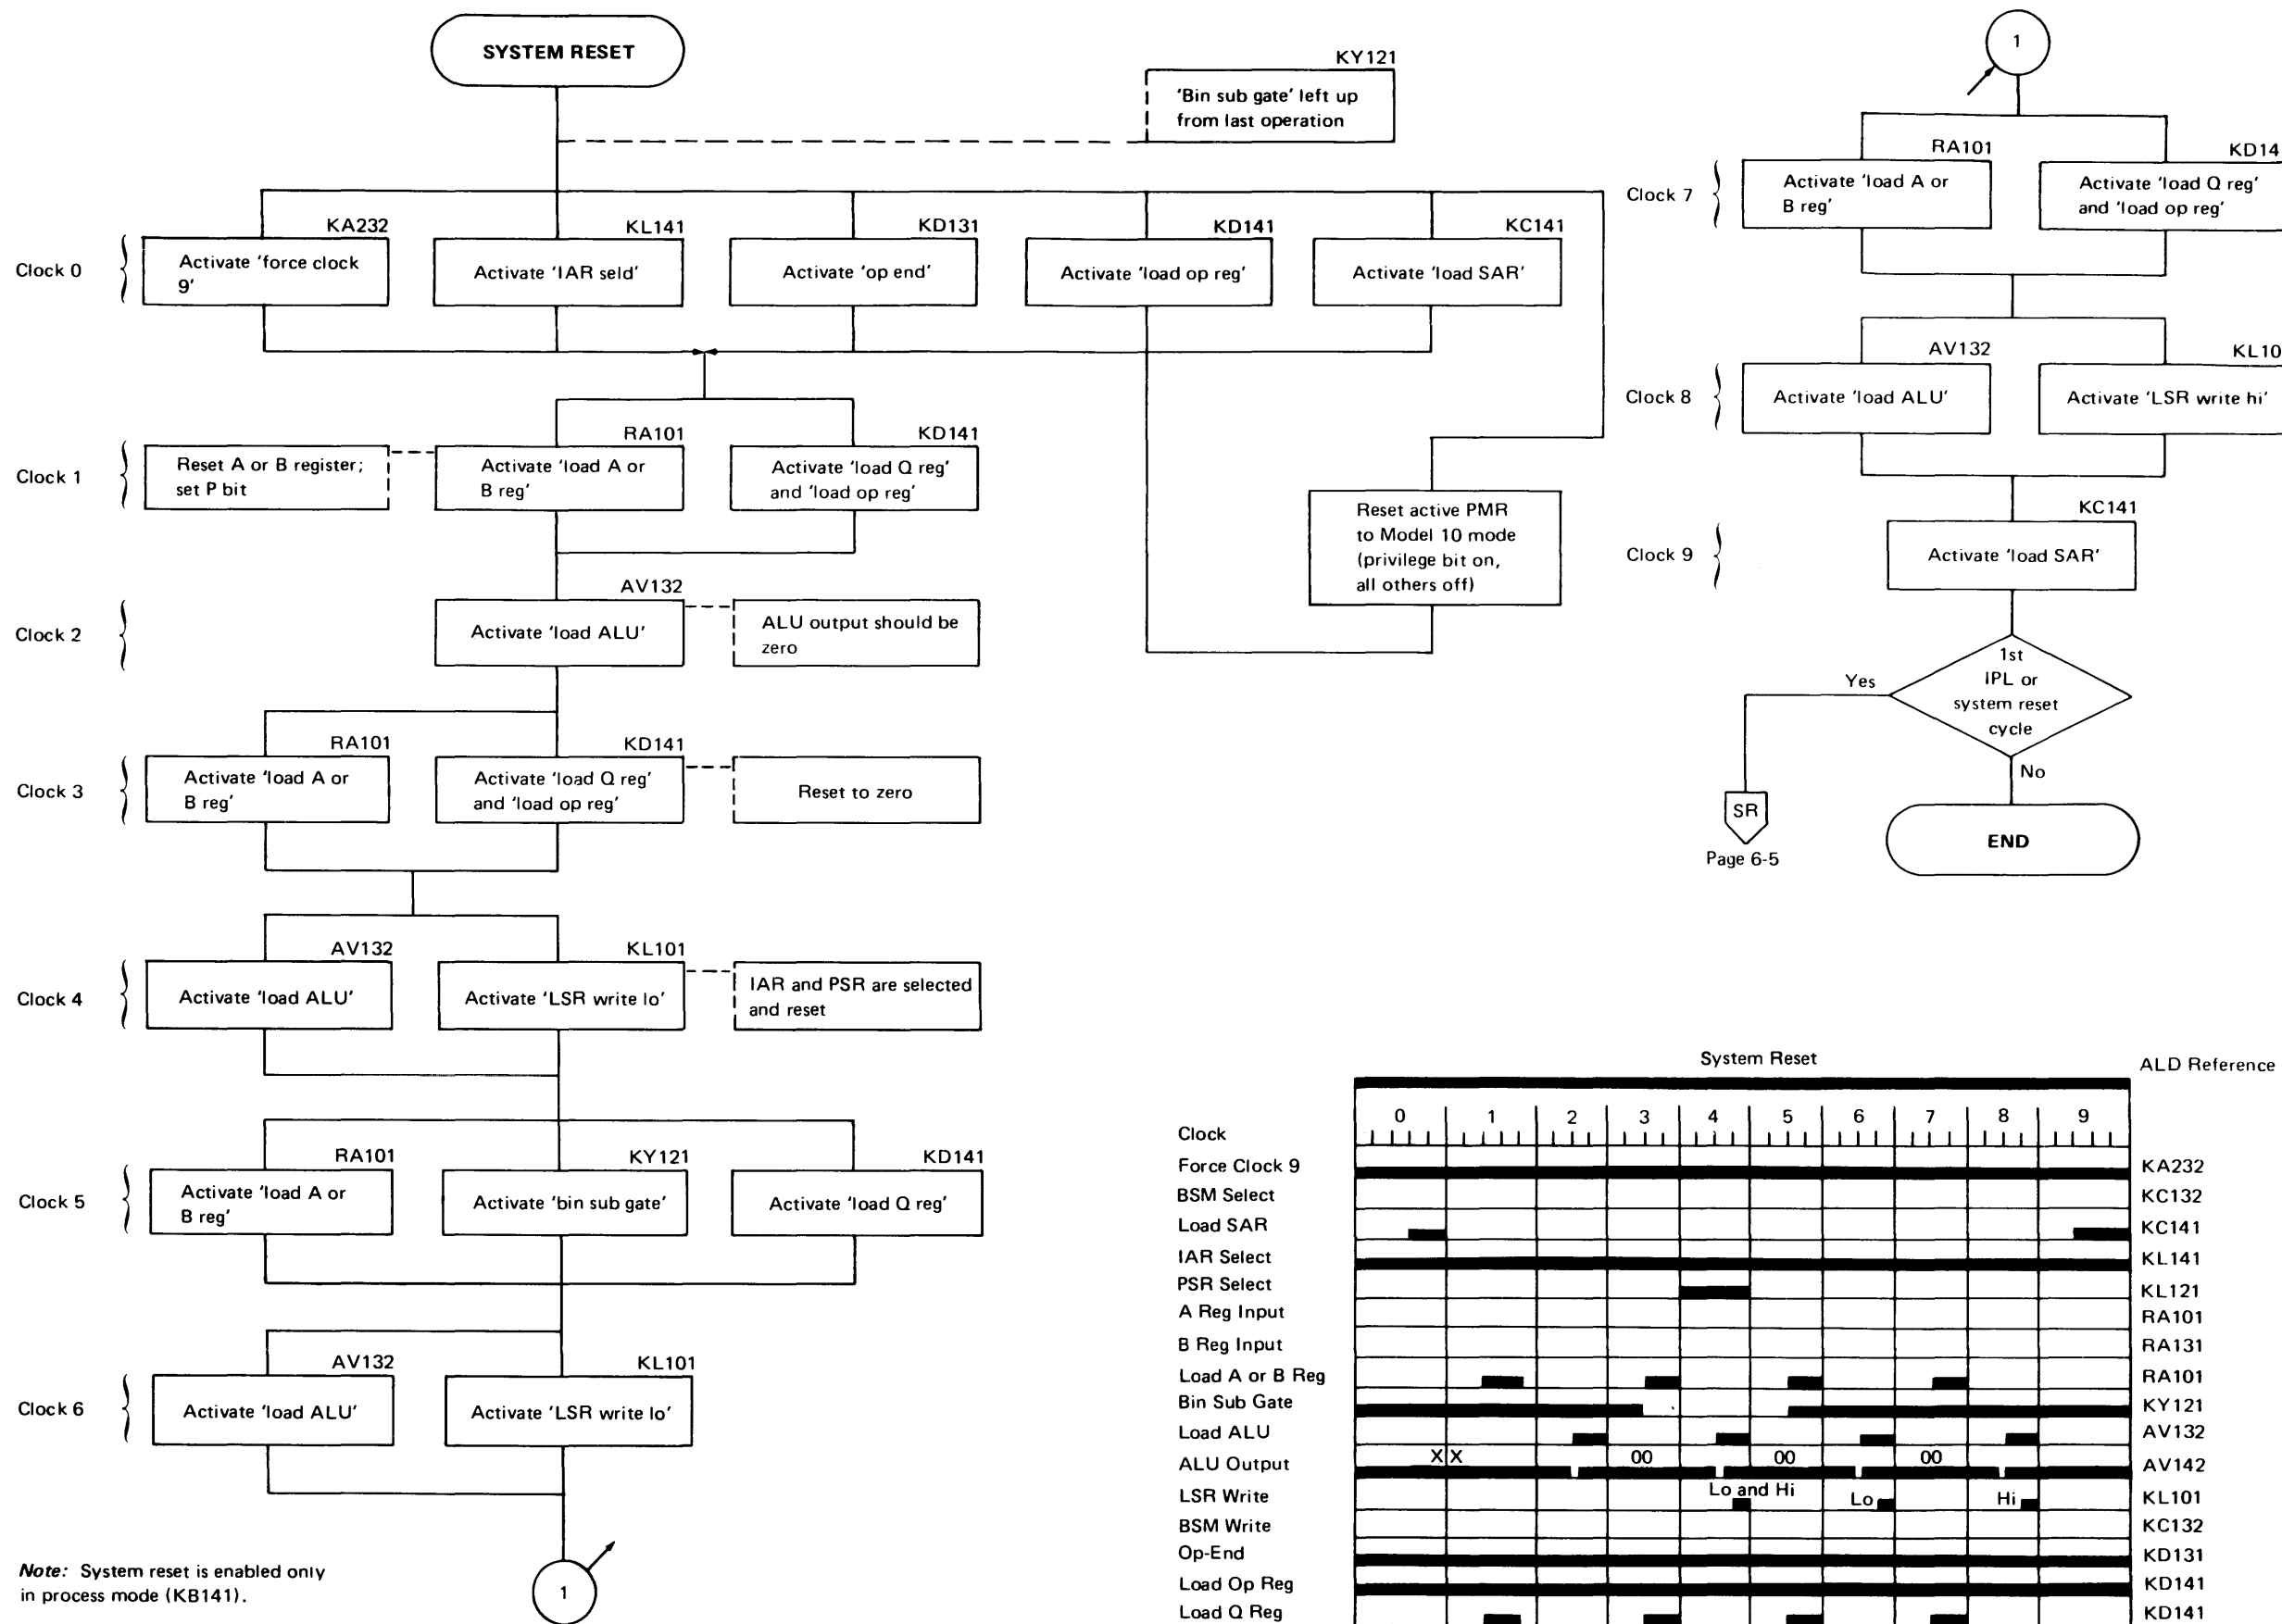 SYSTEM RESET
KY121
'Bin sub gate' left up
from last operation
Clock 0
KA232
Activate 'force clock
9'
KL141
Activate 'IAR seld'
KD131
Activate 'op end'
KD141
Activate 'load op reg'
KC141
Activate 'load SAR'
Clock 1
Reset A or B register;
set P bit
RA101
Activate 'load A or
B reg'
KD141
Activate 'load Q reg'
and 'load op reg'
Reset active PMR
to Model 10 mode
(privilege bit on,
all others off)
Clock 2
AV132
Activate 'load ALU'
ALU output should be
zero
Clock 3
RA101
Activate 'load A or
B reg'
KD141
Activate 'load Q reg'
and 'load op reg'
Reset to zero
Clock 4
AV132
Activate 'load ALU'
KL101
Activate 'LSR write lo'
IAR and PSR are selected
and reset
Clock 5
RA101
Activate 'load A or
B reg'
KY121
Activate 'bin sub gate'
KD141
Activate 'load Q reg'
Clock 6
AV132
Activate 'load ALU'
KL101
Activate 'LSR write lo'
1
Note: System reset is enabled only
in process mode (KB141).
1
Clock 7
RA101
Activate 'load A or
B reg'
KD14
Activate 'load Q reg'
and 'load op reg'
Clock 8
AV132
Activate 'load ALU'
KL10
Activate 'LSR write hi'
Clock 9
KC141
Activate 'load SAR'
1st
IPL or
system reset
cycle
Yes
No
SR
Page 6-5
END
System Reset
ALD Reference
Clock 0 1 2 3 4 5 6 7 8 9
Force Clock 9 KA232
BSM Select KC132
Load SAR KC141
IAR Select KL141
PSR Select KL121
A Reg Input RA101
B Reg Input RA131
Load A or B Reg RA101
Bin Sub Gate KY121
Load ALU AV132
ALU Output X X 00 00 00 AV142
LSR Write Lo and Hi Lo Hi KL101
BSM Write KC132
Op-End KD131
Load Op Reg KD141
Load Q Reg KD141